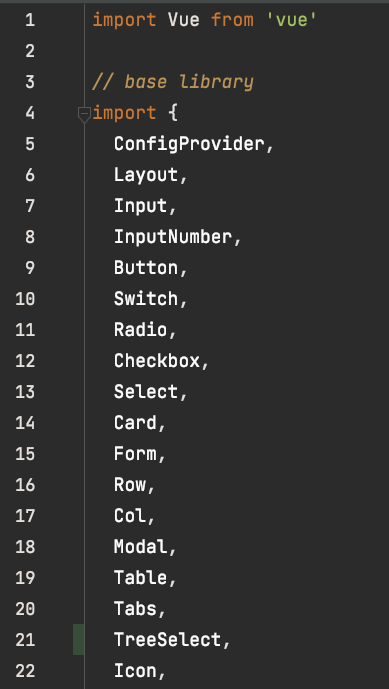 1 import Vue from 'vue'
2
3 // base library
4 import {
5 ConfigProvider,
6 Layout,
7 Input,
8 InputNumber,
9 Button,
10 Switch,
11 Radio,
12 Checkbox,
13 Select,
14 Card,
15 Form,
16 Row,
17 Col,
18 Modal,
19 Table,
20 Tabs,
21 TreeSelect,
22 Icon,